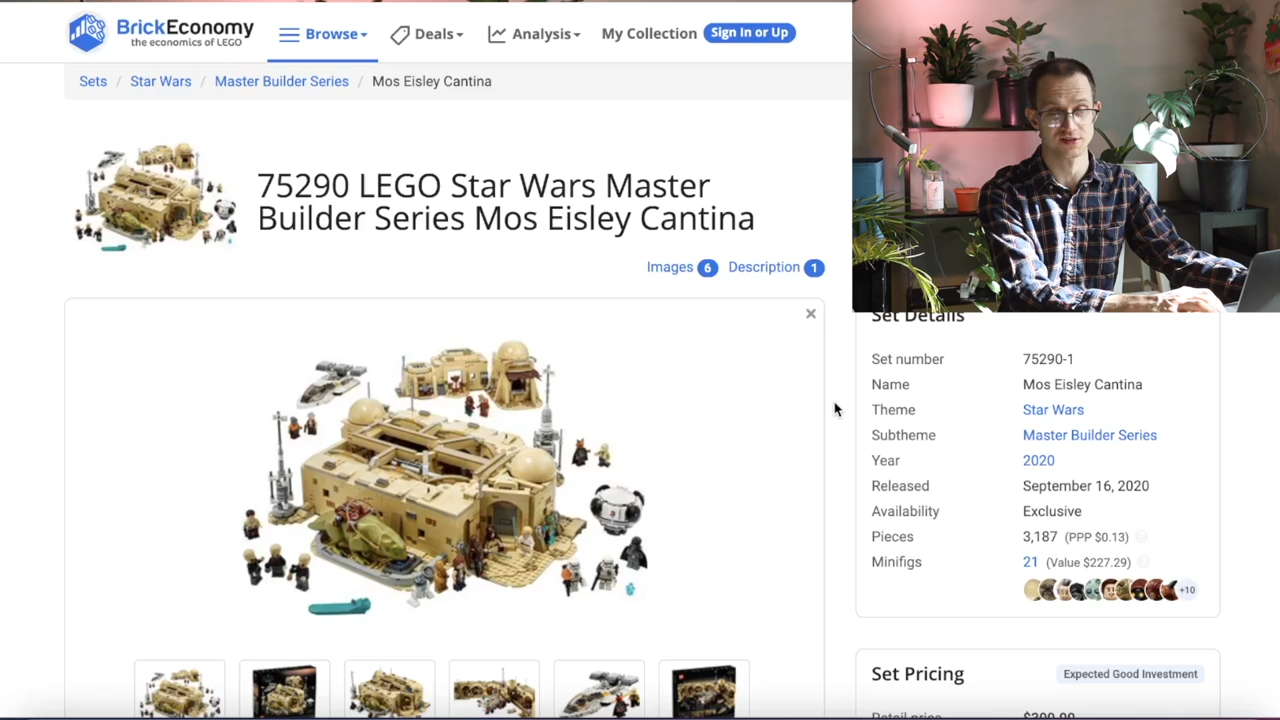 BrickEconomy
the economics of LEGO
Browse
Deals
Analysis
My Collection
Sign In or Up
Sets / Star Wars / Master Builder Series / Mos Eisley Cantina
75290 LEGO Star Wars Master
Builder Series Mos Eisley Cantina
Images 6 Description 1
×
Set Details
Set number 75290-1
Name Mos Eisley Cantina
Theme Star Wars
Subtheme Master Builder Series
Year 2020
Released September 16, 2020
Availability Exclusive
Pieces 3,187 (PPP $0.13)
Minifigs 21 (Value $227.29)
+10
Set Pricing Expected Good Investment
Retail price